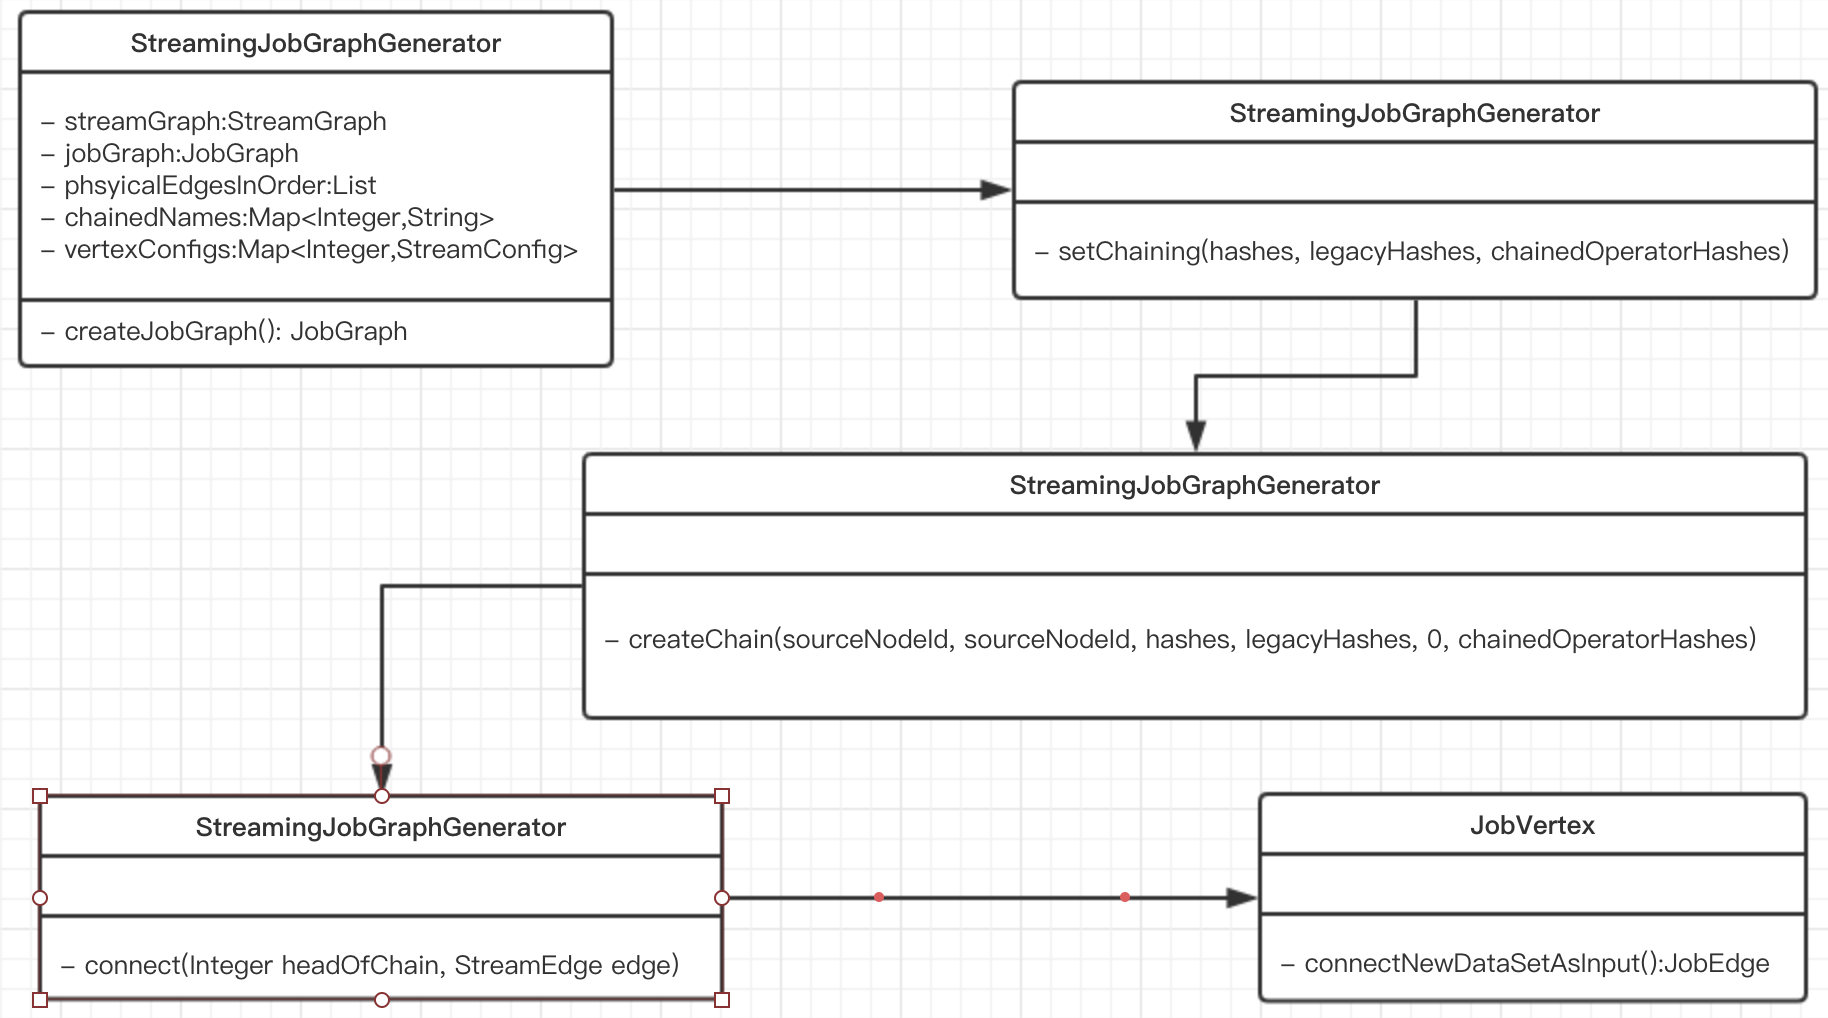 StreamingJobGraphGenerator
– streamGraph:StreamGraph
– jobGraph:JobGraph
– phsyicalEdgesInOrder:List
– chainedNames:Map<Integer,String>
– vertexConfigs:Map<Integer,StreamConfig>
– createJobGraph(): JobGraph
StreamingJobGraphGenerator
– setChaining(hashes, legacyHashes, chainedOperatorHashes)
StreamingJobGraphGenerator
– createChain(sourceNodeId, sourceNodeId, hashes, legacyHashes, 0, chainedOperatorHashes)
StreamingJobGraphGenerator
– connect(Integer headOfChain, StreamEdge edge)
JobVertex
– connectNewDataSetAsInput():JobEdge